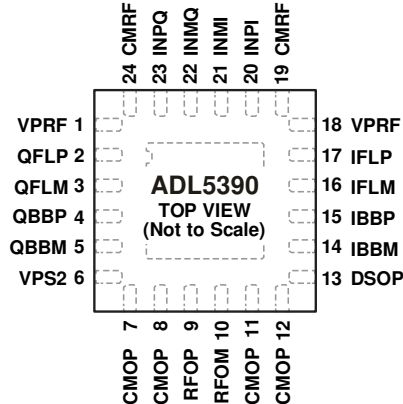 24 CMRF
23 INPQ
22 INMQ
21 INMI
20 INPI
19 CMRF
VPRF 1
QFLP 2
QFLM 3
QBBP 4
QBBM 5
VPS2 6
ADL5390
TOP VIEW
(Not to Scale)
18 VPRF
17 IFLP
16 IFLM
15 IBBP
14 IBBM
13 DSOP
CMOP 7
CMOP 8
RFOP 9
RFOM 10
CMOP 11
CMOP 12